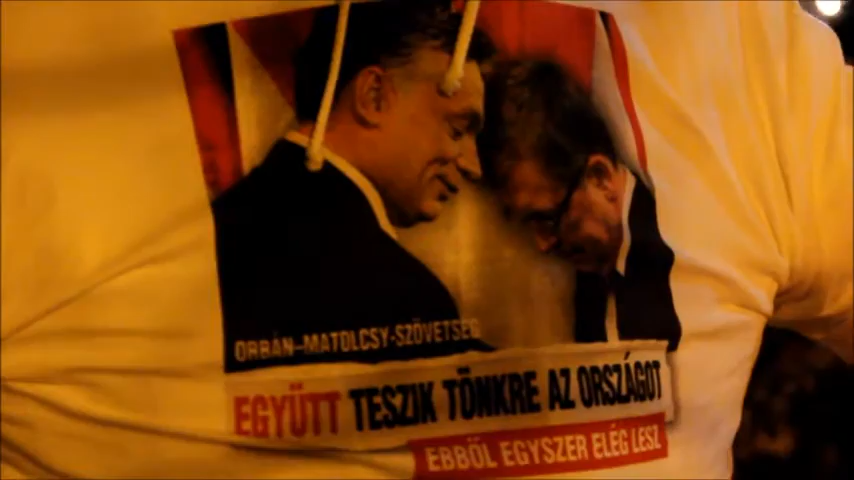 ORBÁN–MATOLCSY-SZÖVETSÉG
EGYÜTT TESZIK TÖNKRE AZ ORSZÁGOT
EBBŐL EGYSZER ELÉG LESZ